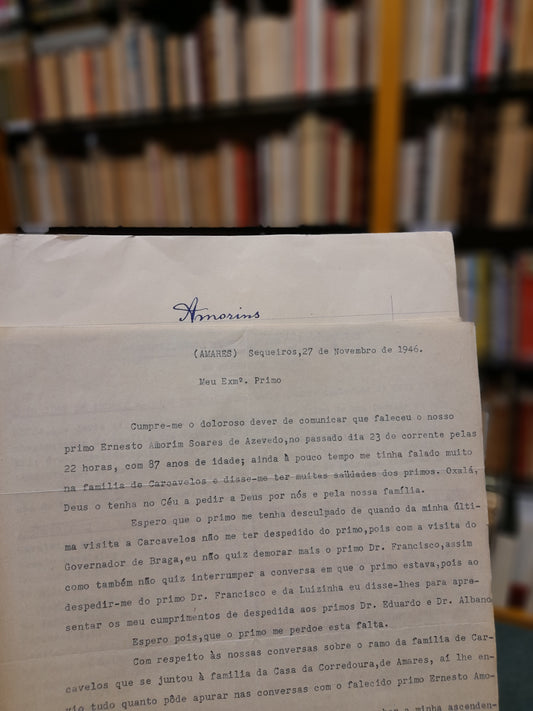 Amorins
(AMARES) Sequeiros,27 de Novembro de 1946.
Meu Exmº. Primo
Cumpre-me o doloroso dever de comunicar que faleceu o nosso
primo Ernesto Amorim Soares de Azevedo,no passado dia 23 de corrente pelas
22 horas, com 87 anos de idade; ainda à pouco tempo me tinha falado muito
na familia de Carcavelos e disse-me ter muitas saüdades dos primos. Oxalá,
Deus o tenha no Céu a pedir a Deus por nós e pela nossa família.
Espero que o primo me tenha desculpado de quando da minha últi-
ma visita a Carcavelos não me ter despedido do primo,pois com a visita do
Governador de Braga,eu não quiz demorar mais o primo Dr. Francisco,assim
como também não quiz interrumper a conversa em que o primo estava,pois ao
despedir-me do primo Dr. Francisco e da Luizinha eu disse-lhes para apre-
sentar os meu cumprimentos de despedida aos primos Dr. Eduardo e Dr. Albano
Espero pois,que o primo me perdoe esta falta.
Com respeito às nossas conversas sobre o ramo da família de Car-
cavelos que se juntou à família da Casa da Corredoura,de Amares, aí lhe en-
vio tudo quanto pôde apurar nas conversas com o falecido primo Ernesto Amo-
a minha ascenden-